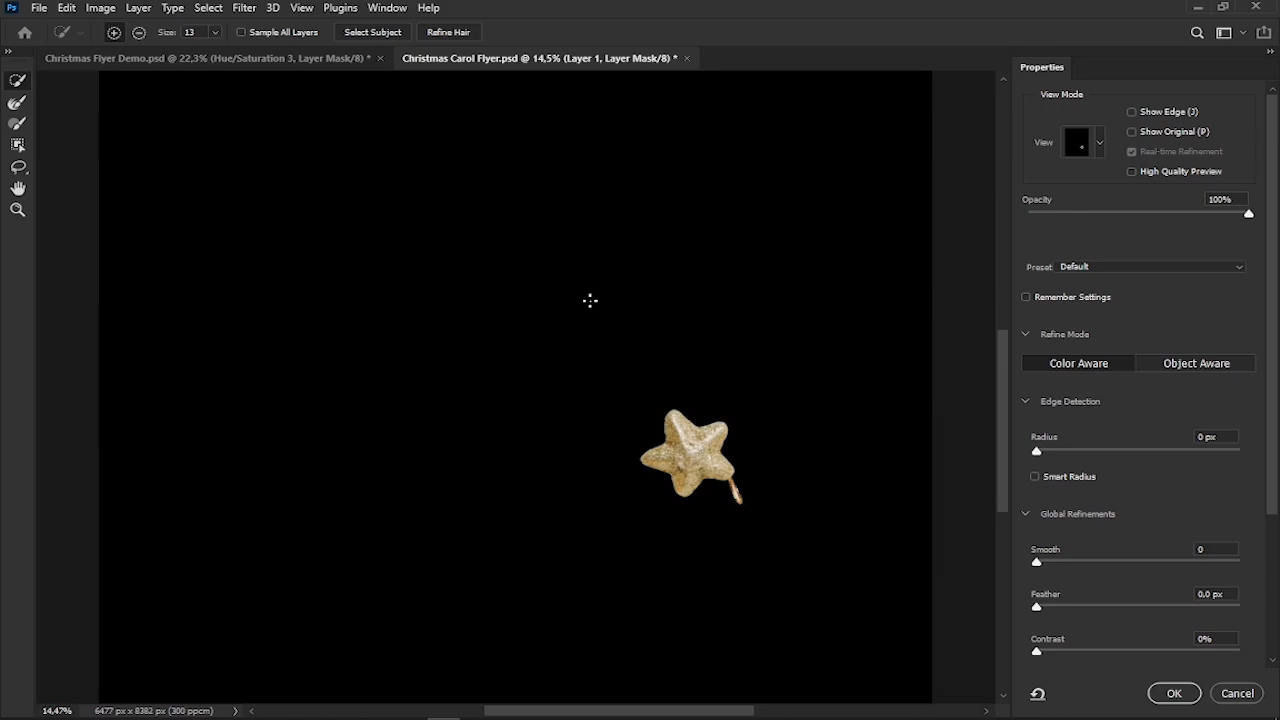 Ps File Edit Image Layer Type Select Filter 3D View Plugins Window Help
Size: 13 Sample All Layers Select Subject Refine Hair
Christmas Flyer Demo.psd @ 22,3% (Hue/Saturation 3, Layer Mask/8) * × Christmas Carol Flyer.psd @ 14,5% (Layer 1, Layer Mask/8) * ×
Properties
View Mode
Show Edge (J)
Show Original (P)
View
Real-time Refinement
High Quality Preview
Opacity 100%
Preset Default
Remember Settings
Refine Mode
Color Aware Object Aware
Edge Detection
Radius 0 px
Smart Radius
Global Refinements
Smooth 0
Feather 0,0 px
Contrast 0%
OK Cancel
14,47% 6477 px x 8382 px (300 ppcm)